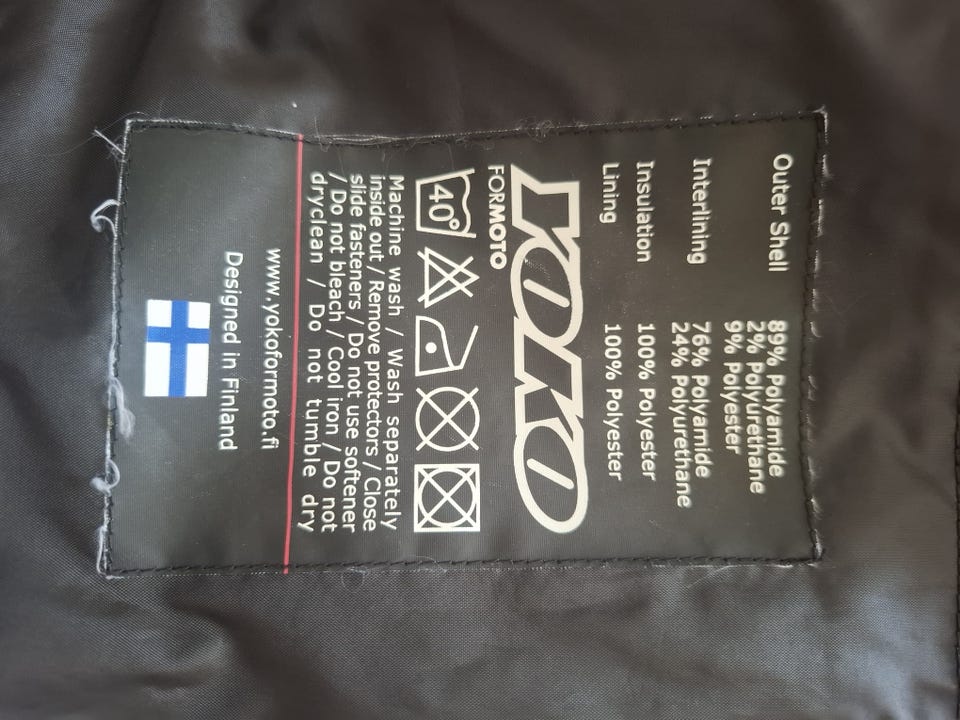 Outer Shell 89% Polyamide
2% Polyurethane
9% Polyester
Interlining 76% Polyamide
24% Polyurethane
Insulation 100% Polyester
Lining 100% Polyester
YOKO
FORMOTO
40°
Machine wash / Wash separately
inside out / Remove protectors / Close
slide fasteners / Do not use softener
/ Do not bleach / Cool iron / Do not
dryclean / Do not tumble dry
www.yokoformoto.fi
Designed in Finland